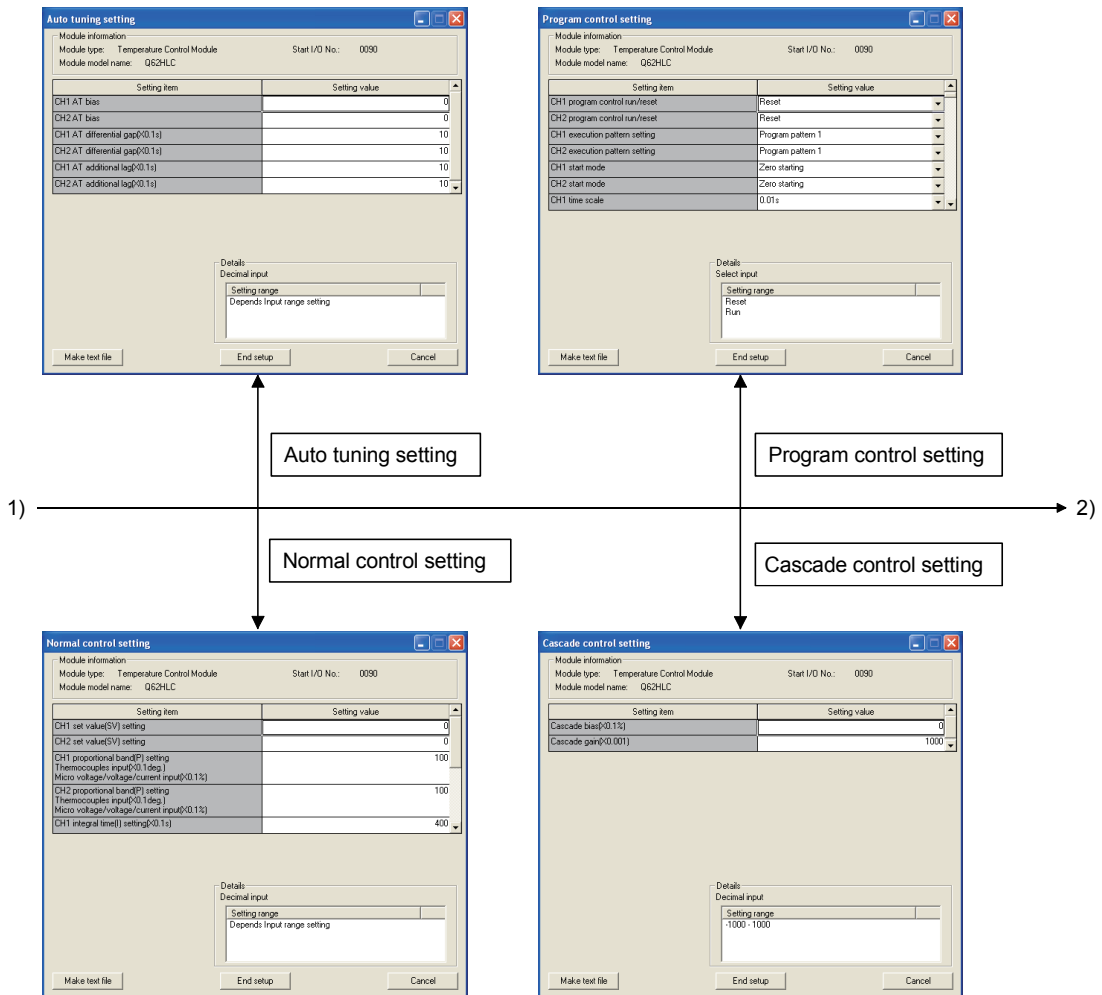 Auto tuning setting
Module information
Module type: Temperature Control Module Start I/O No.: 0090
Module model name: Q62HLC
Setting item Setting value
CH1 AT bias 0
CH2 AT bias 0
CH1 AT differential gap(X0.1s) 10
CH2 AT differential gap(X0.1s) 10
CH1 AT additional lag(X0.1s) 10
CH2 AT additional lag(X0.1s) 10
Details
Decimal input
Setting range
Depends Input range setting
Make text file End setup Cancel
Program control setting
Module information
Module type: Temperature Control Module Start I/O No.: 0090
Module model name: Q62HLC
Setting item Setting value
CH1 program control run/reset Reset
CH2 program control run/reset Reset
CH1 execution pattern setting Program pattern 1
CH2 execution pattern setting Program pattern 1
CH1 start mode Zero starting
CH2 start mode Zero starting
CH1 time scale 0.01s
Details
Select input
Setting range
Reset
Run
Make text file End setup Cancel
Auto tuning setting
Program control setting
1)
2)
Normal control setting
Cascade control setting
Normal control setting
Module information
Module type: Temperature Control Module Start I/O No.: 0090
Module model name: Q62HLC
Setting item Setting value
CH1 set value(SV) setting 0
CH2 set value(SV) setting 0
CH1 proportional band(P) setting 100
Thermocouples input(X0.1deg.)
Micro voltage/voltage/current input(X0.1%)
CH2 proportional band(P) setting 100
Thermocouples input(X0.1deg.)
Micro voltage/voltage/current input(X0.1%)
CH1 integral time(I) setting(X0.1s) 400
Details
Decimal input
Setting range
Depends Input range setting
Make text file End setup Cancel
Cascade control setting
Module information
Module type: Temperature Control Module Start I/O No.: 0090
Module model name: Q62HLC
Setting item Setting value
Cascade bias(X0.1%) 0
Cascade gain(X0.001) 1000
Details
Decimal input
Setting range
-1000 - 1000
Make text file End setup Cancel